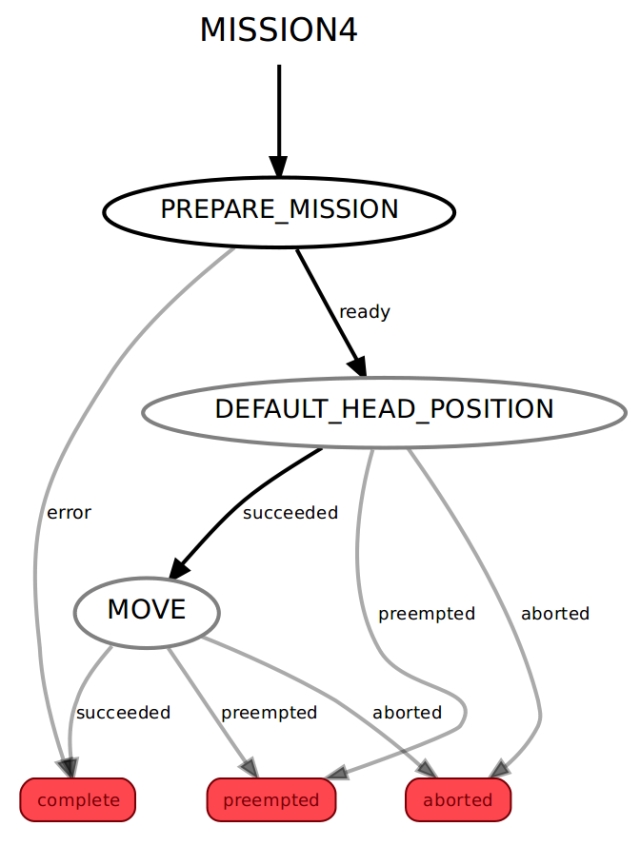 MISSION4
PREPARE_MISSION
ready
DEFAULT_HEAD_POSITION
error
succeeded
MOVE
preempted
aborted
succeeded
preempted
aborted
complete
preempted
aborted